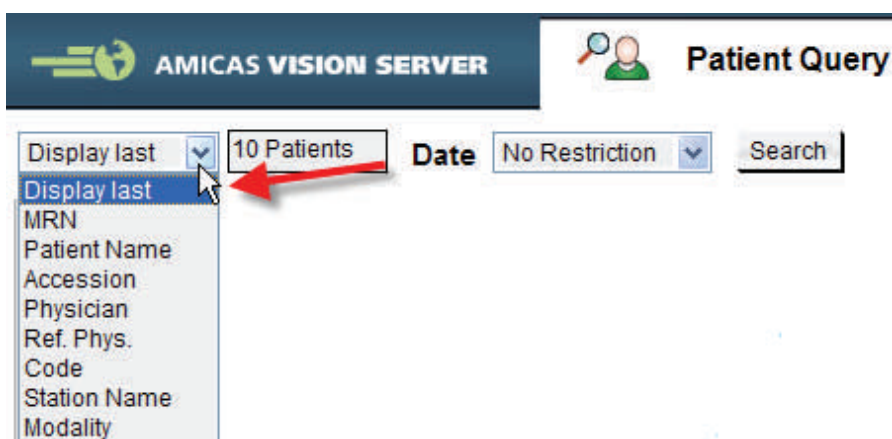 AMICAS VISION SERVER
Patient Query
Display last 10 Patients Date No Restriction Search
Display last
MRN
Patient Name
Accession
Physician
Ref. Phys.
Code
Station Name
Modality